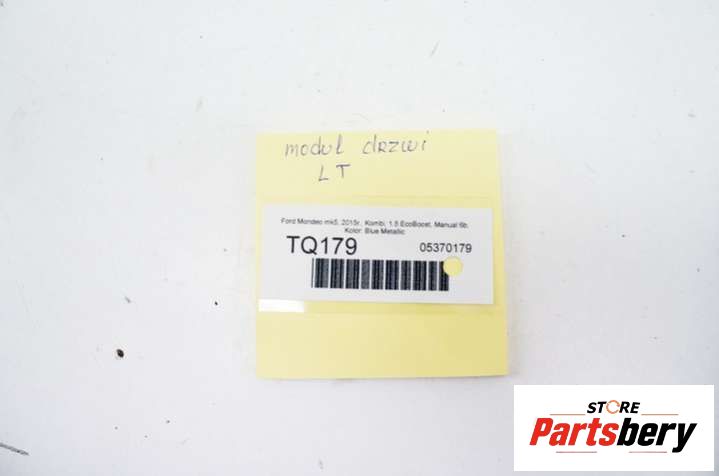 moduł drzwi
LT
Ford Mondeo mk5, 2015r., Kombi, 1.5 EcoBoost, Manual 6b,
Kolor: Blue Metallic
TQ179 05370179
STORE
Partsbery